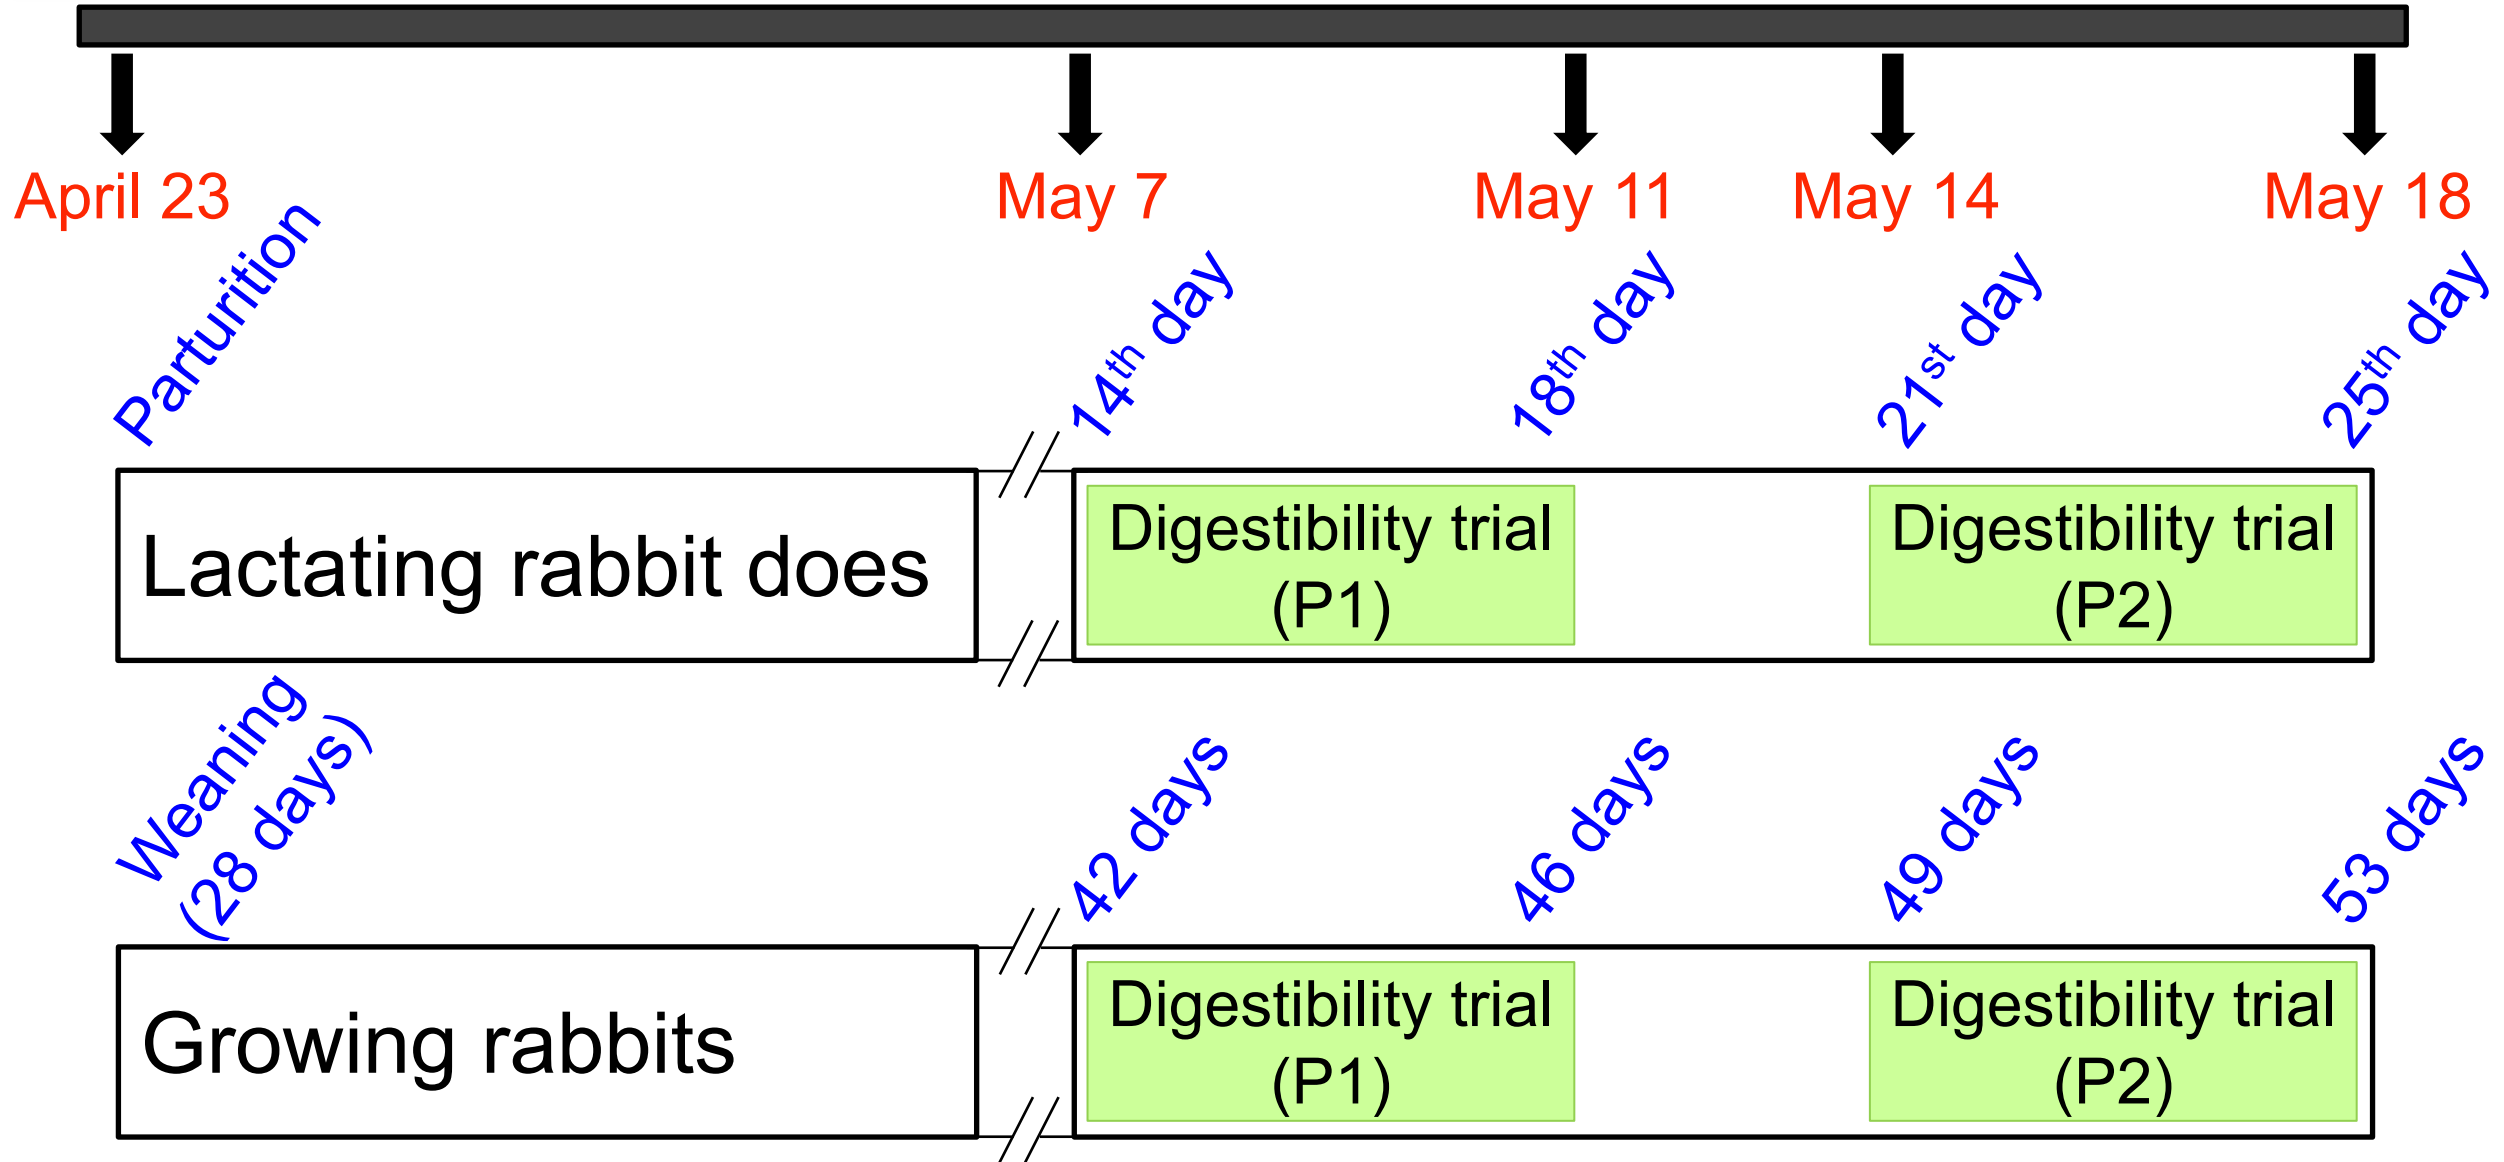 April 23
May 7
May 11
May 14
May 18
Parturition
14th day
18th day
21st day
25th day
Lactating rabbit does
Digestibility trial
(P1)
Digestibility trial
(P2)
Weaning
(28 days)
42 days
46 days
49 days
53 days
Growing rabbits
Digestibility trial
(P1)
Digestibility trial
(P2)